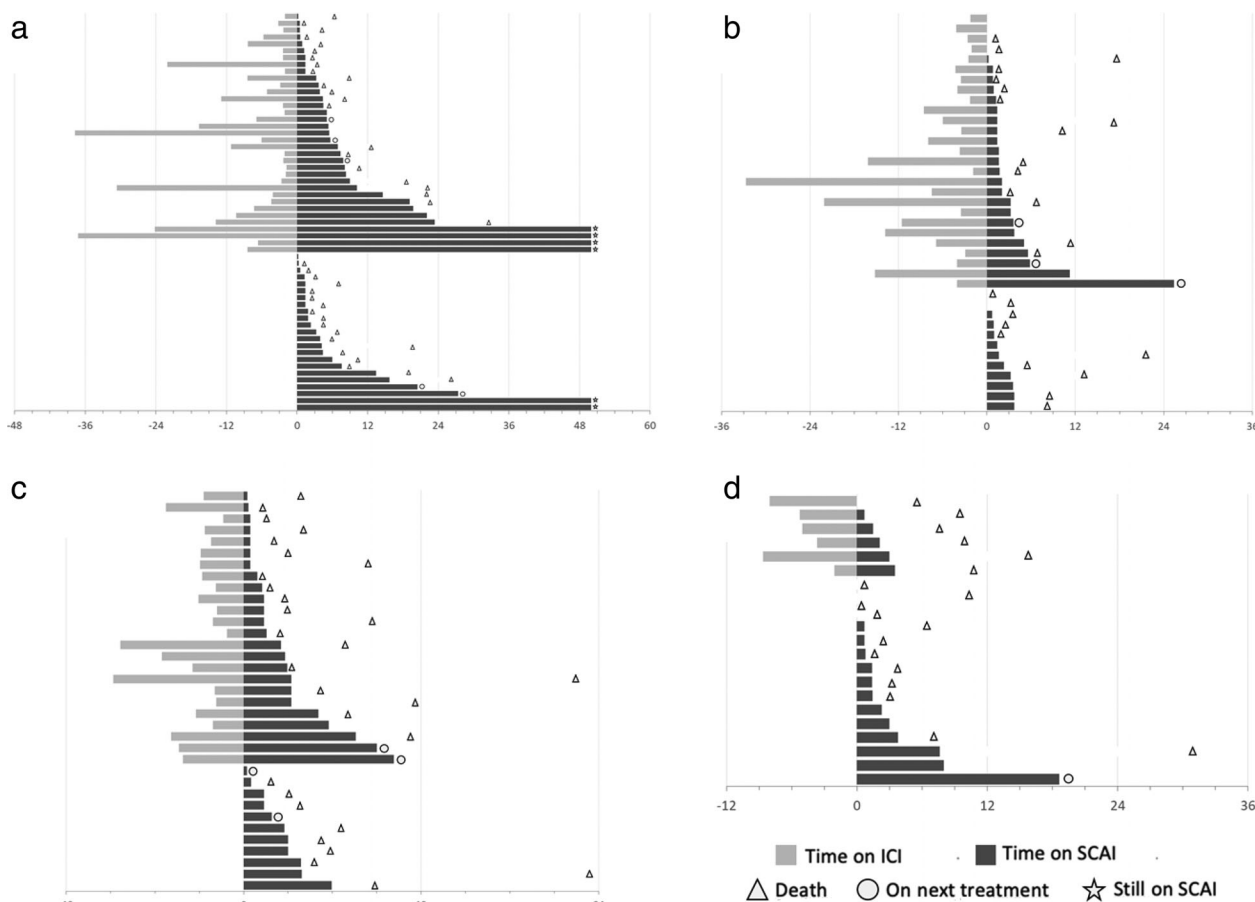 a
-48 -36 -24 -12 0 12 24 36 48 60
b
-36 -24 -12 0 12 24 36
c
d
-12 0 12 24 36
Time on ICI Time on SCAI
Death On next treatment Still on SCAI